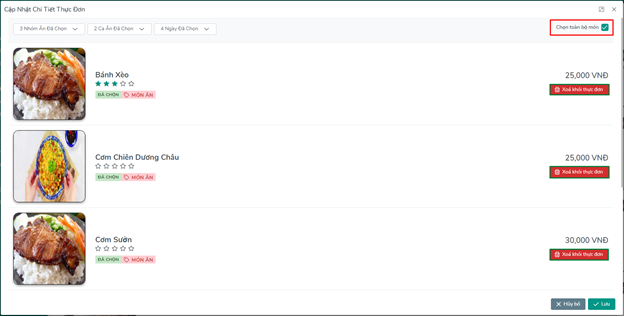 Cập Nhật Chi Tiết Thực Đơn
3 Nhóm Ăn Đã Chọn 2 Ca Ăn Đã Chọn 4 Ngày Đã Chọn Chọn toàn bộ món
Bánh Xèo 25,000 VNĐ
ĐÃ CHỌN MÓN ĂN Xoá khỏi thực đơn
Cơm Chiên Dương Châu 25,000 VNĐ
ĐÃ CHỌN MÓN ĂN Xoá khỏi thực đơn
Cơm Sườn 30,000 VNĐ
ĐÃ CHỌN MÓN ĂN Xoá khỏi thực đơn
Hủy bỏ Lưu